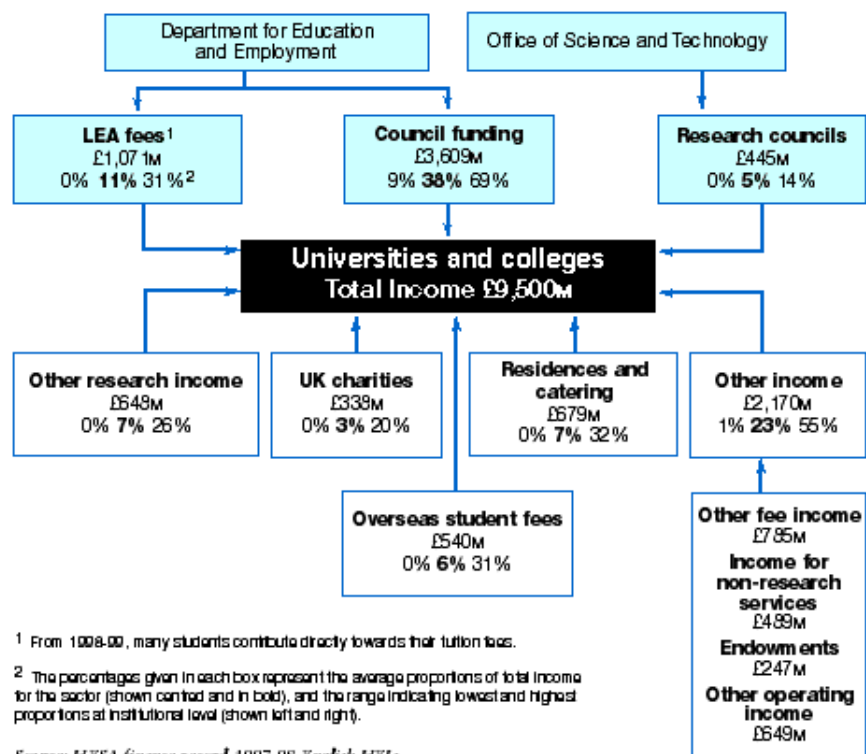 Department for Education
and Employment
Office of Science and Technology
LEA fees¹
£1,071M
0% 11% 31%²
Council funding
£3,609M
9% 38% 69%
Research councils
£445M
0% 5% 14%
Universities and colleges
Total Income £9,500M
Other research income
£648M
0% 7% 26%
UK charities
£338M
0% 3% 20%
Residences and
catering
£679M
0% 7% 32%
Other income
£2,170M
1% 23% 55%
Overseas student fees
£540M
0% 6% 31%
Other fee income
£785M
Income for
non-research
services
£489M
Endowments
£247M
Other operating
income
£649M
¹ From 1998-99, many students contribute directly towards their tuition fees.
² The percentages given in each box represent the average proportions of total income
for the sector (shown centred and in bold), and the range indicating lowest and highest
proportions at institutional level (shown left and right).